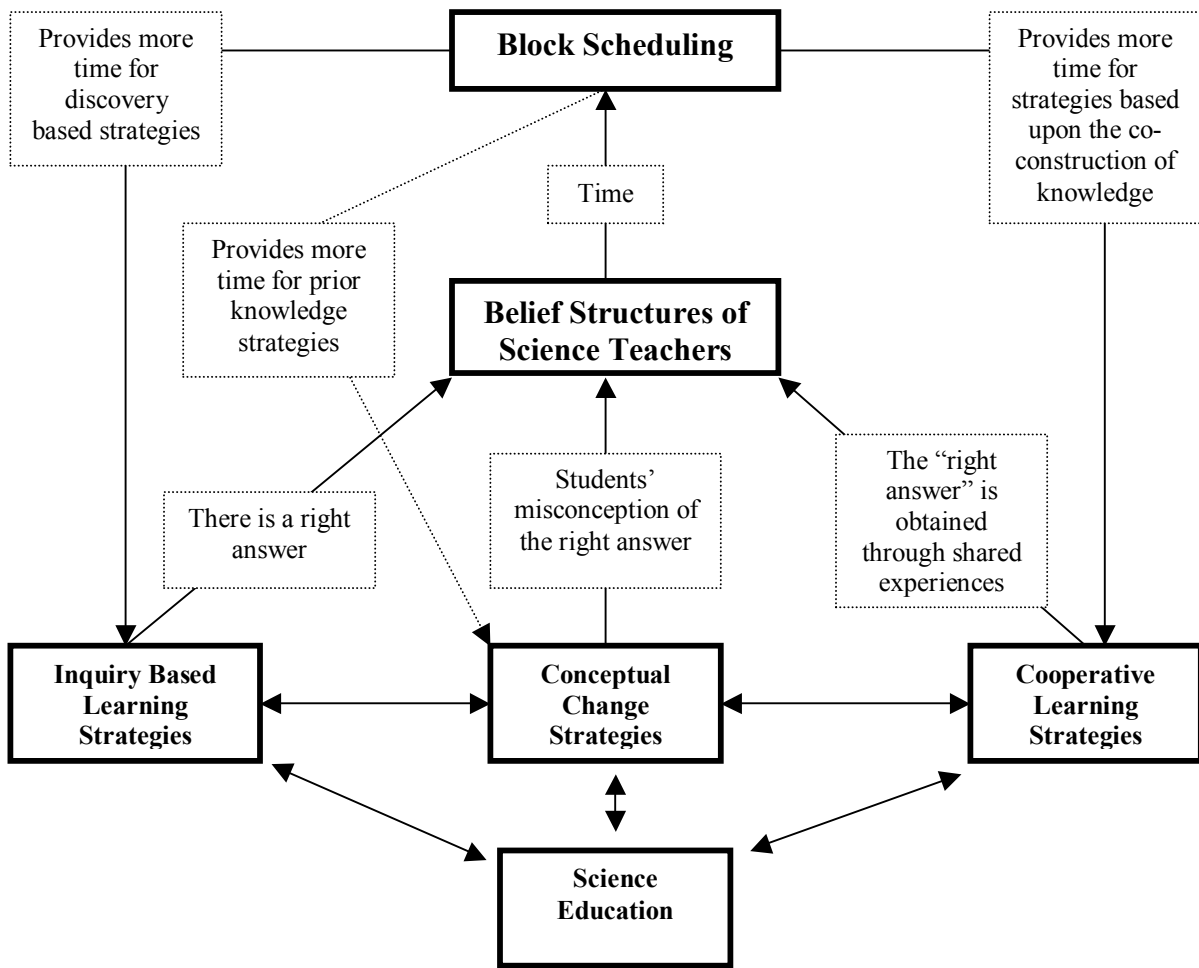 Provides more
time for
discovery
based strategies
Block Scheduling
Provides more
time for
strategies based
upon the co-
construction of
knowledge
Time
Provides more
time for prior
knowledge
strategies
Belief Structures of
Science Teachers
There is a right
answer
Students’
misconception of
the right answer
The “right
answer” is
obtained
through shared
experiences
Inquiry Based
Learning
Strategies
Conceptual
Change
Strategies
Cooperative
Learning
Strategies
Science
Education